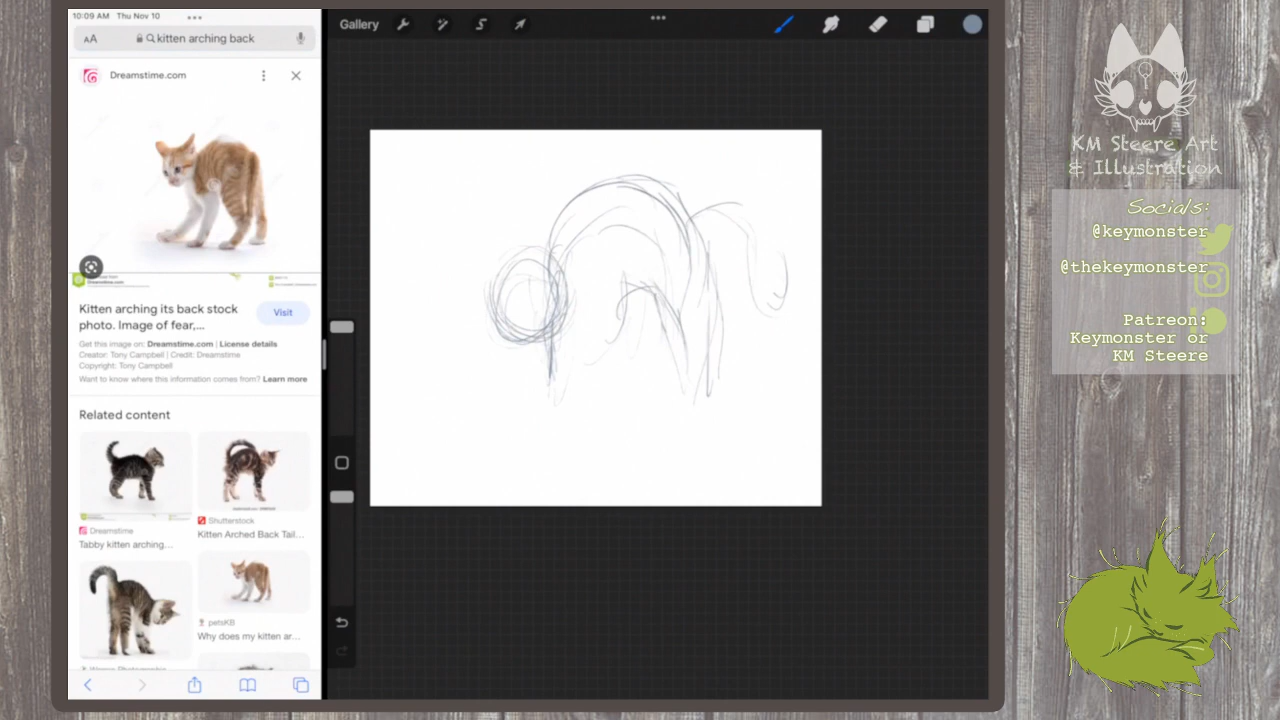 10:09 AM Thu Nov 10
AA kitten arching back
Dreamstime.com
Kitten arching its back stock
photo. Image of fear,...
Visit
Get this image on: Dreamstime.com | License details
Creator: Tony Campbell | Credit: Dreamstime
Copyright: Tony Campbell
Want to know where this information comes from? Learn more
Related content
Dreamstime
Tabby kitten arching...
Shutterstock
Kitten Arched Back Tail...
petsKB
Why does my kitten ar...
Gallery
KM Steere Art
& Illustration
Socials:
@keymonster
@thekeymonster
Patreon:
Keymonster or
KM Steere